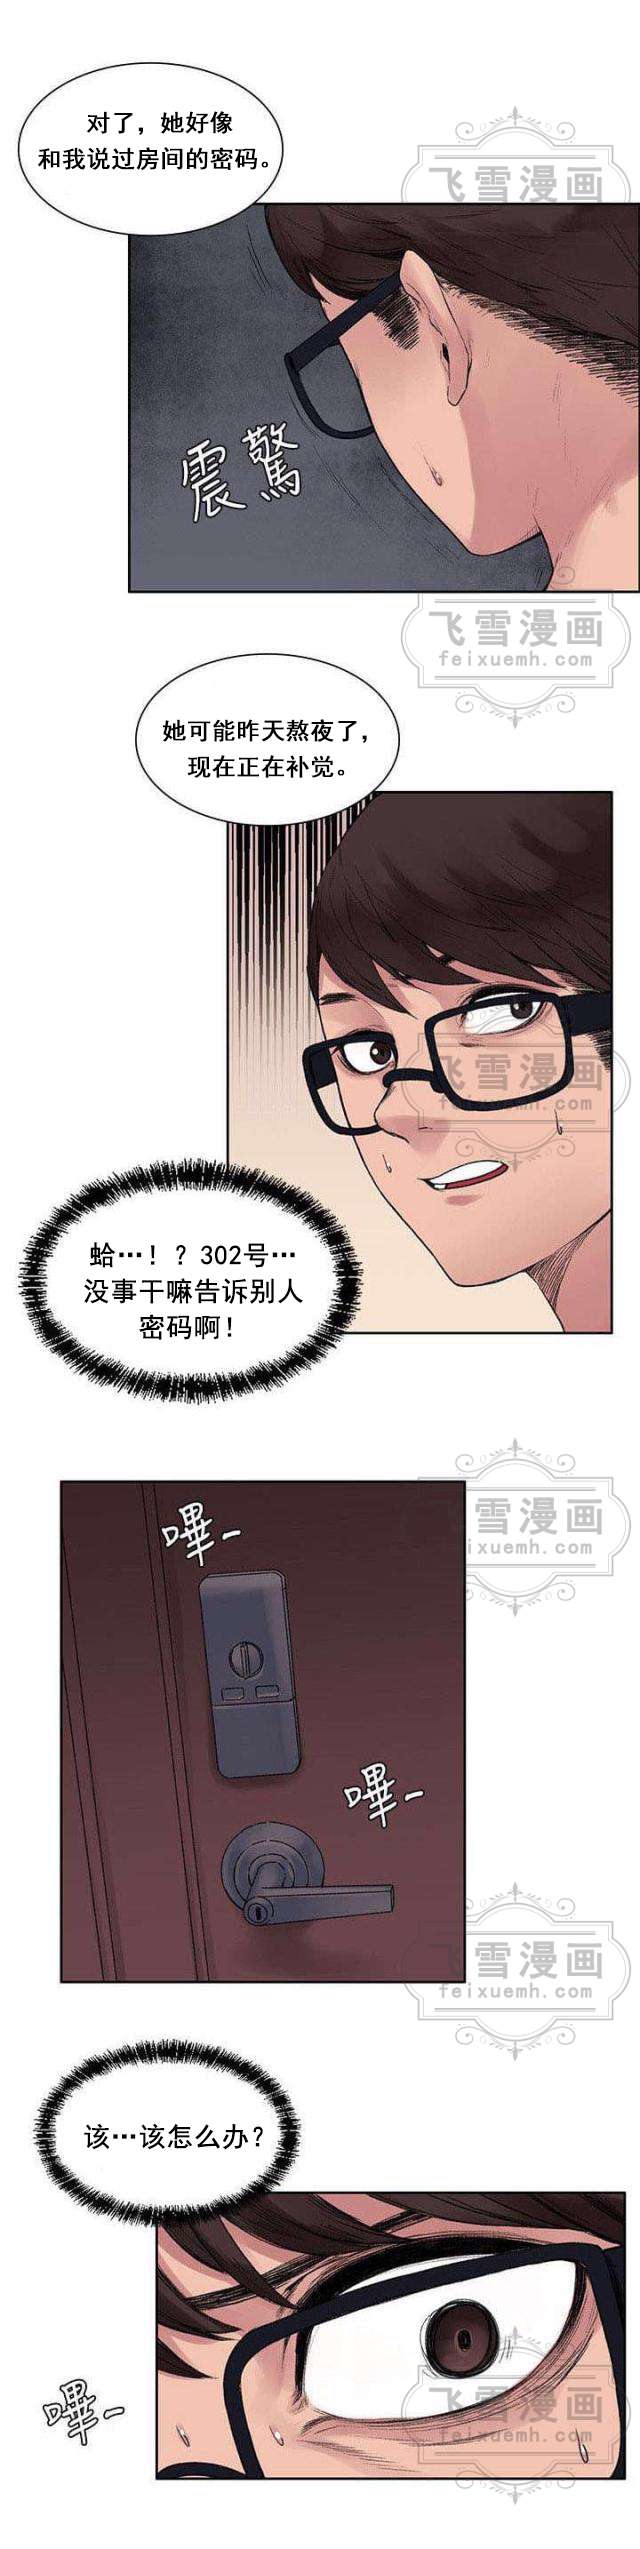 对了，她好像
和我说过房间的密码。
飞雪漫画
震驚
飞雪漫画
feixuemh.com
她可能昨天熬夜了，
现在正在补觉。
飞雪漫画
feixuemh.com
蛤…！？302号…
没事干嘛告诉别人
密码啊！
飞雪漫画
feixuemh.com
嗶-
嗶-
飞雪漫画
feixuemh.com
该…该怎么办？
飞雪漫画
feixuemh.com
嗶-